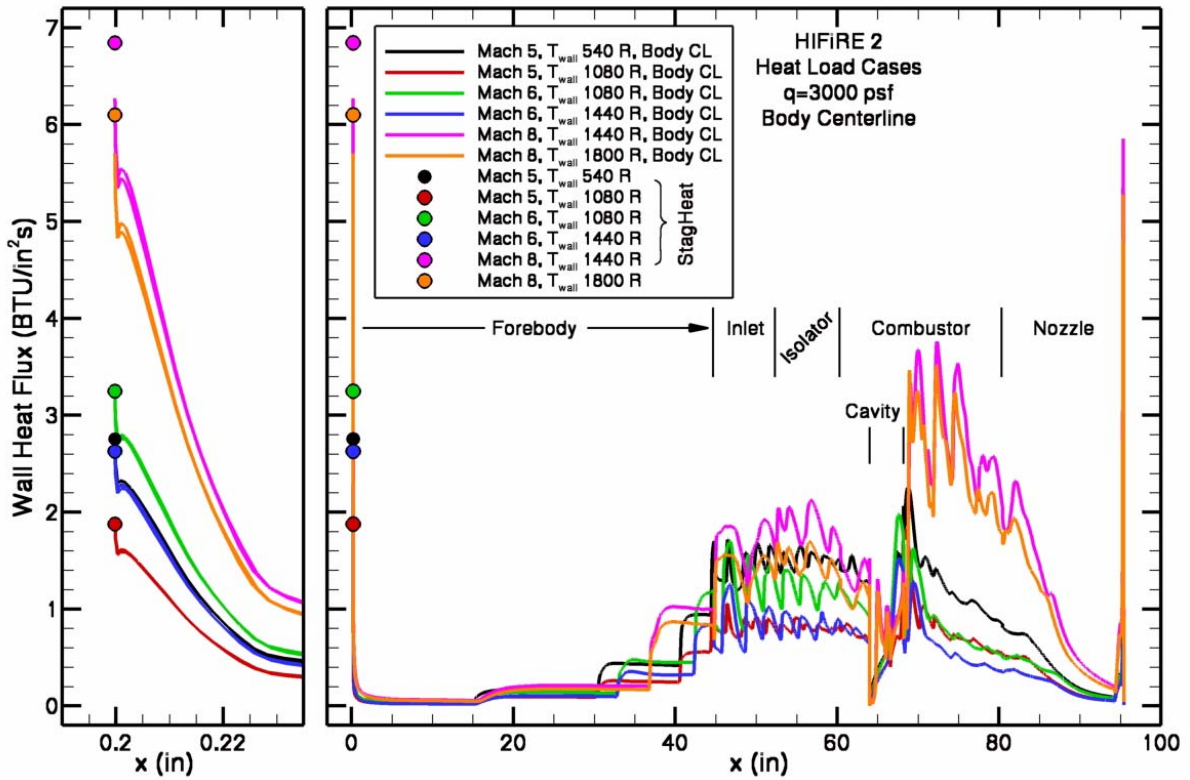 7
6
5
4
3
2
1
0
Wall Heat Flux (BTU/in²s)
0.2
0.22
x (in)
Mach 5, Twall 540 R, Body CL
Mach 5, Twall 1080 R, Body CL
Mach 6, Twall 1080 R, Body CL
Mach 6, Twall 1440 R, Body CL
Mach 8, Twall 1440 R, Body CL
Mach 8, Twall 1800 R, Body CL
Mach 5, Twall 540 R
Mach 5, Twall 1080 R
Mach 6, Twall 1080 R
Mach 6, Twall 1440 R
Mach 8, Twall 1440 R
Mach 8, Twall 1800 R
StagHeat
HIFiRE 2
Heat Load Cases
q=3000 psf
Body Centerline
Forebody
Inlet
Isolator
Combustor
Nozzle
Cavity
0
20
40
60
80
100
x (in)